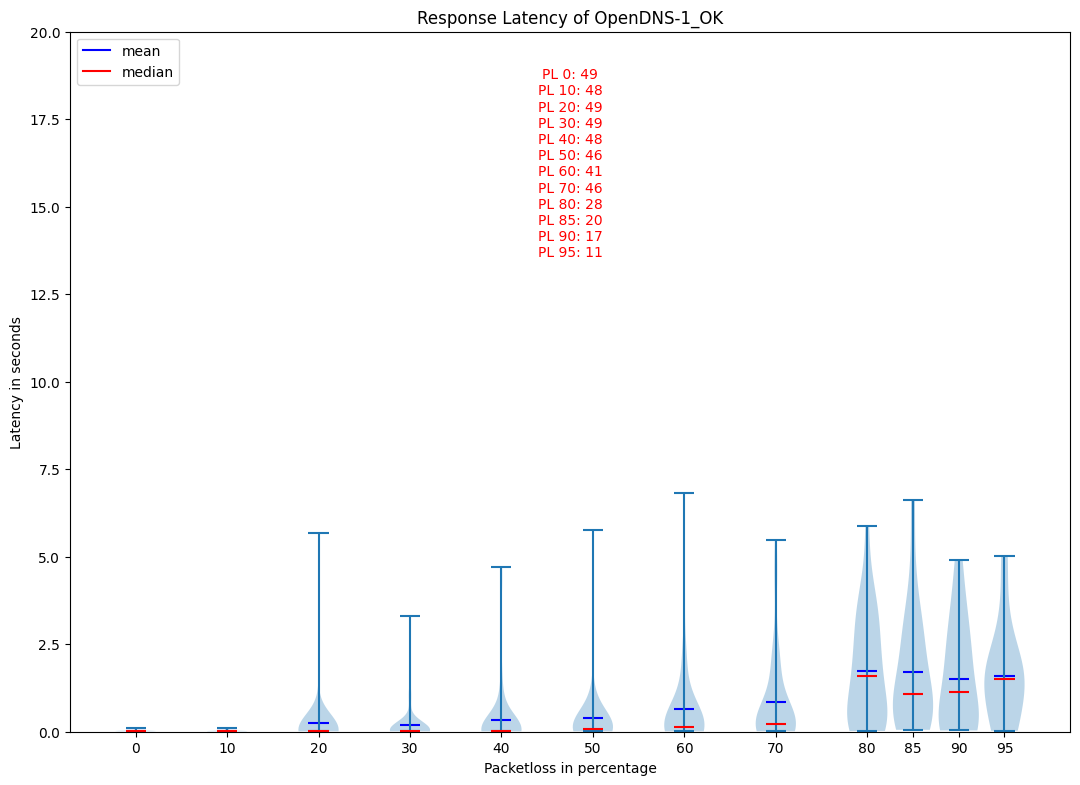 Response Latency of OpenDNS-1_OK
mean
median
PL 0: 49
PL 10: 48
PL 20: 49
PL 30: 49
PL 40: 48
PL 50: 46
PL 60: 41
PL 70: 46
PL 80: 28
PL 85: 20
PL 90: 17
PL 95: 11
Latency in seconds
20.0
17.5
15.0
12.5
10.0
7.5
5.0
2.5
0.0
0 10 20 30 40 50 60 70 80 85 90 95
Packetloss in percentage